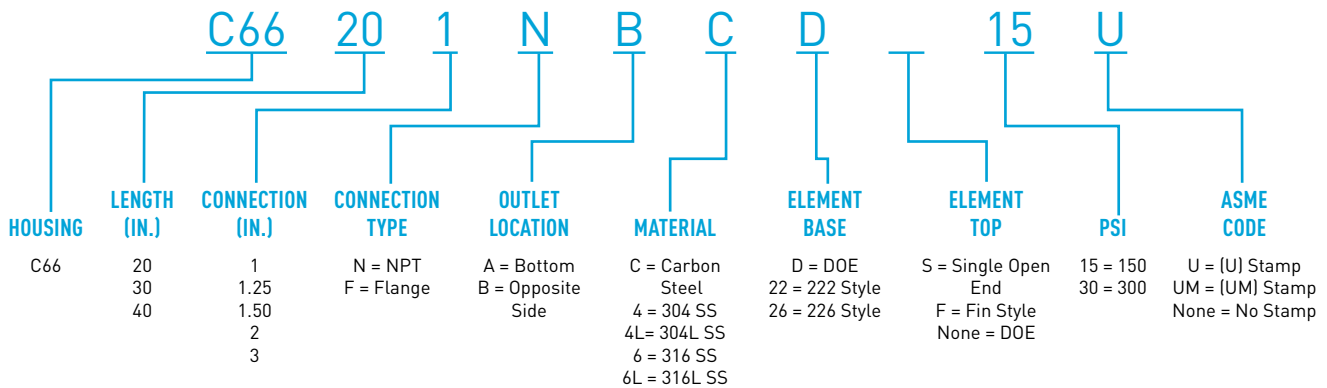 C66 20 1 N B C D 15 U
HOUSING
C66
LENGTH
(IN.)
20
30
40
CONNECTION
(IN.)
1
1.25
1.50
2
3
CONNECTION
TYPE
N = NPT
F = Flange
OUTLET
LOCATION
A = Bottom
B = Opposite
Side
MATERIAL
C = Carbon
Steel
4 = 304 SS
4L= 304L SS
6 = 316 SS
6L = 316L SS
ELEMENT
BASE
D = DOE
22 = 222 Style
26 = 226 Style
ELEMENT
TOP
S = Single Open
End
F = Fin Style
None = DOE
PSI
15 = 150
30 = 300
ASME
CODE
U = (U) Stamp
UM = (UM) Stamp
None = No Stamp